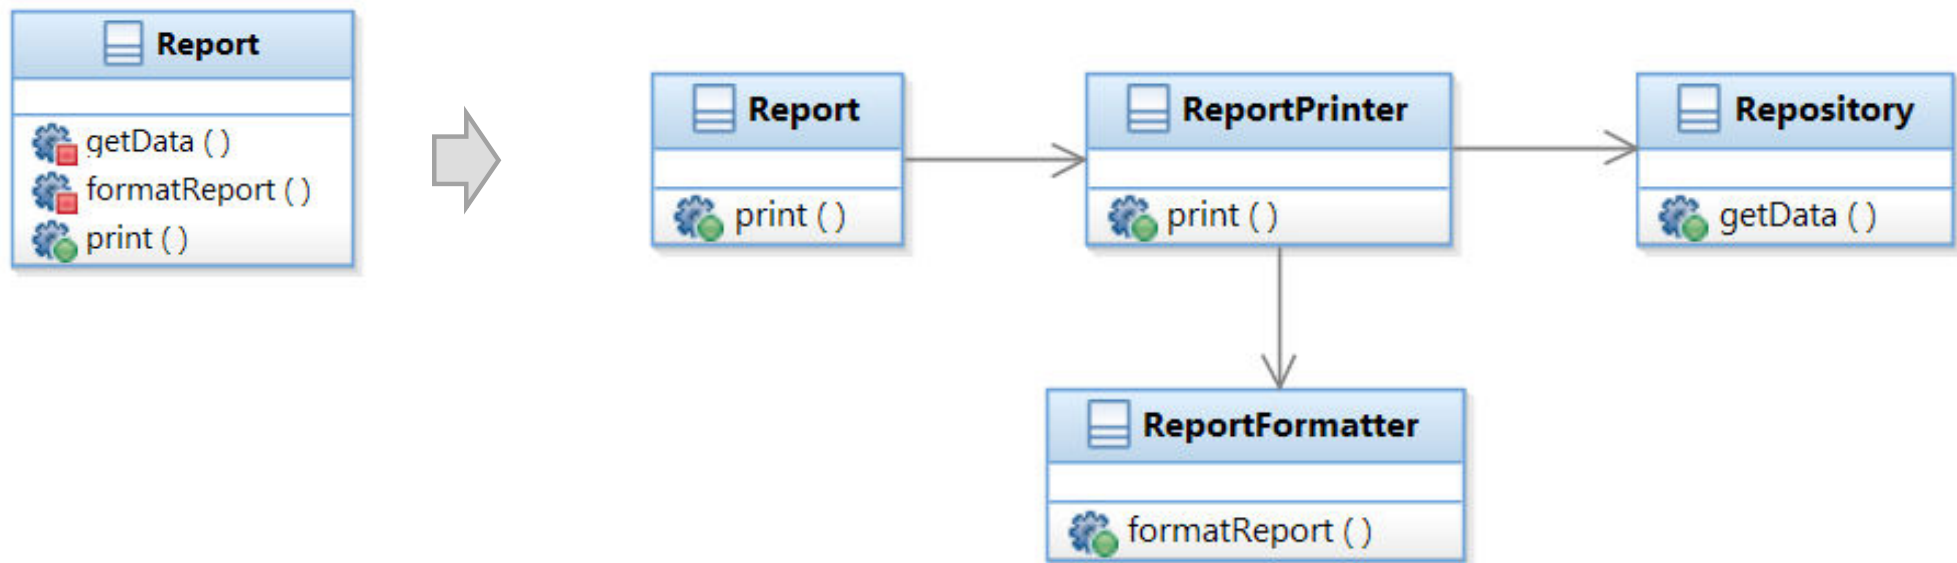 Report
getData ( )
formatReport ( )
print ( )
Report
print ( )
ReportPrinter
print ( )
Repository
getData ( )
ReportFormatter
formatReport ( )